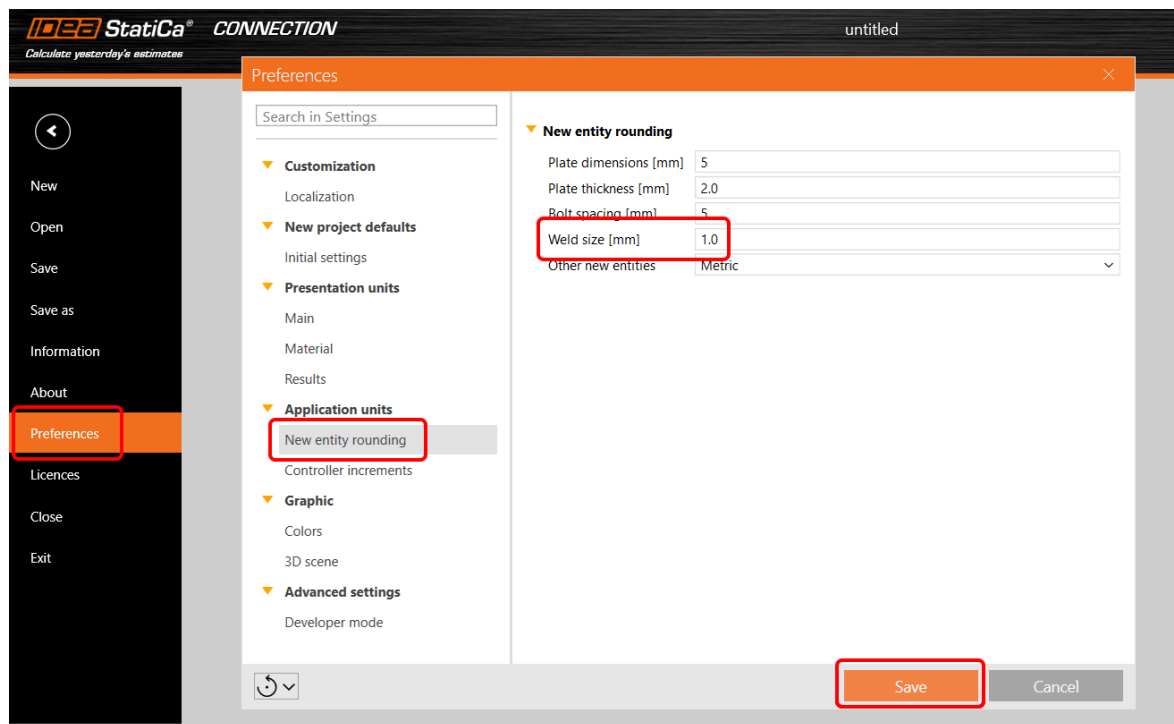 IDEA StatiCa® CONNECTION
Calculate yesterday's estimates
untitled
Preferences
New
Open
Save
Save as
Information
About
Preferences
Licences
Close
Exit
Search in Settings
Customization
Localization
New project defaults
Initial settings
Presentation units
Main
Material
Results
Application units
New entity rounding
Controller increments
Graphic
Colors
3D scene
Advanced settings
Developer mode
New entity rounding
Plate dimensions [mm] 5
Plate thickness [mm] 2.0
Bolt spacing [mm] 5
Weld size [mm] 1.0
Other new entities Metric
Save Cancel